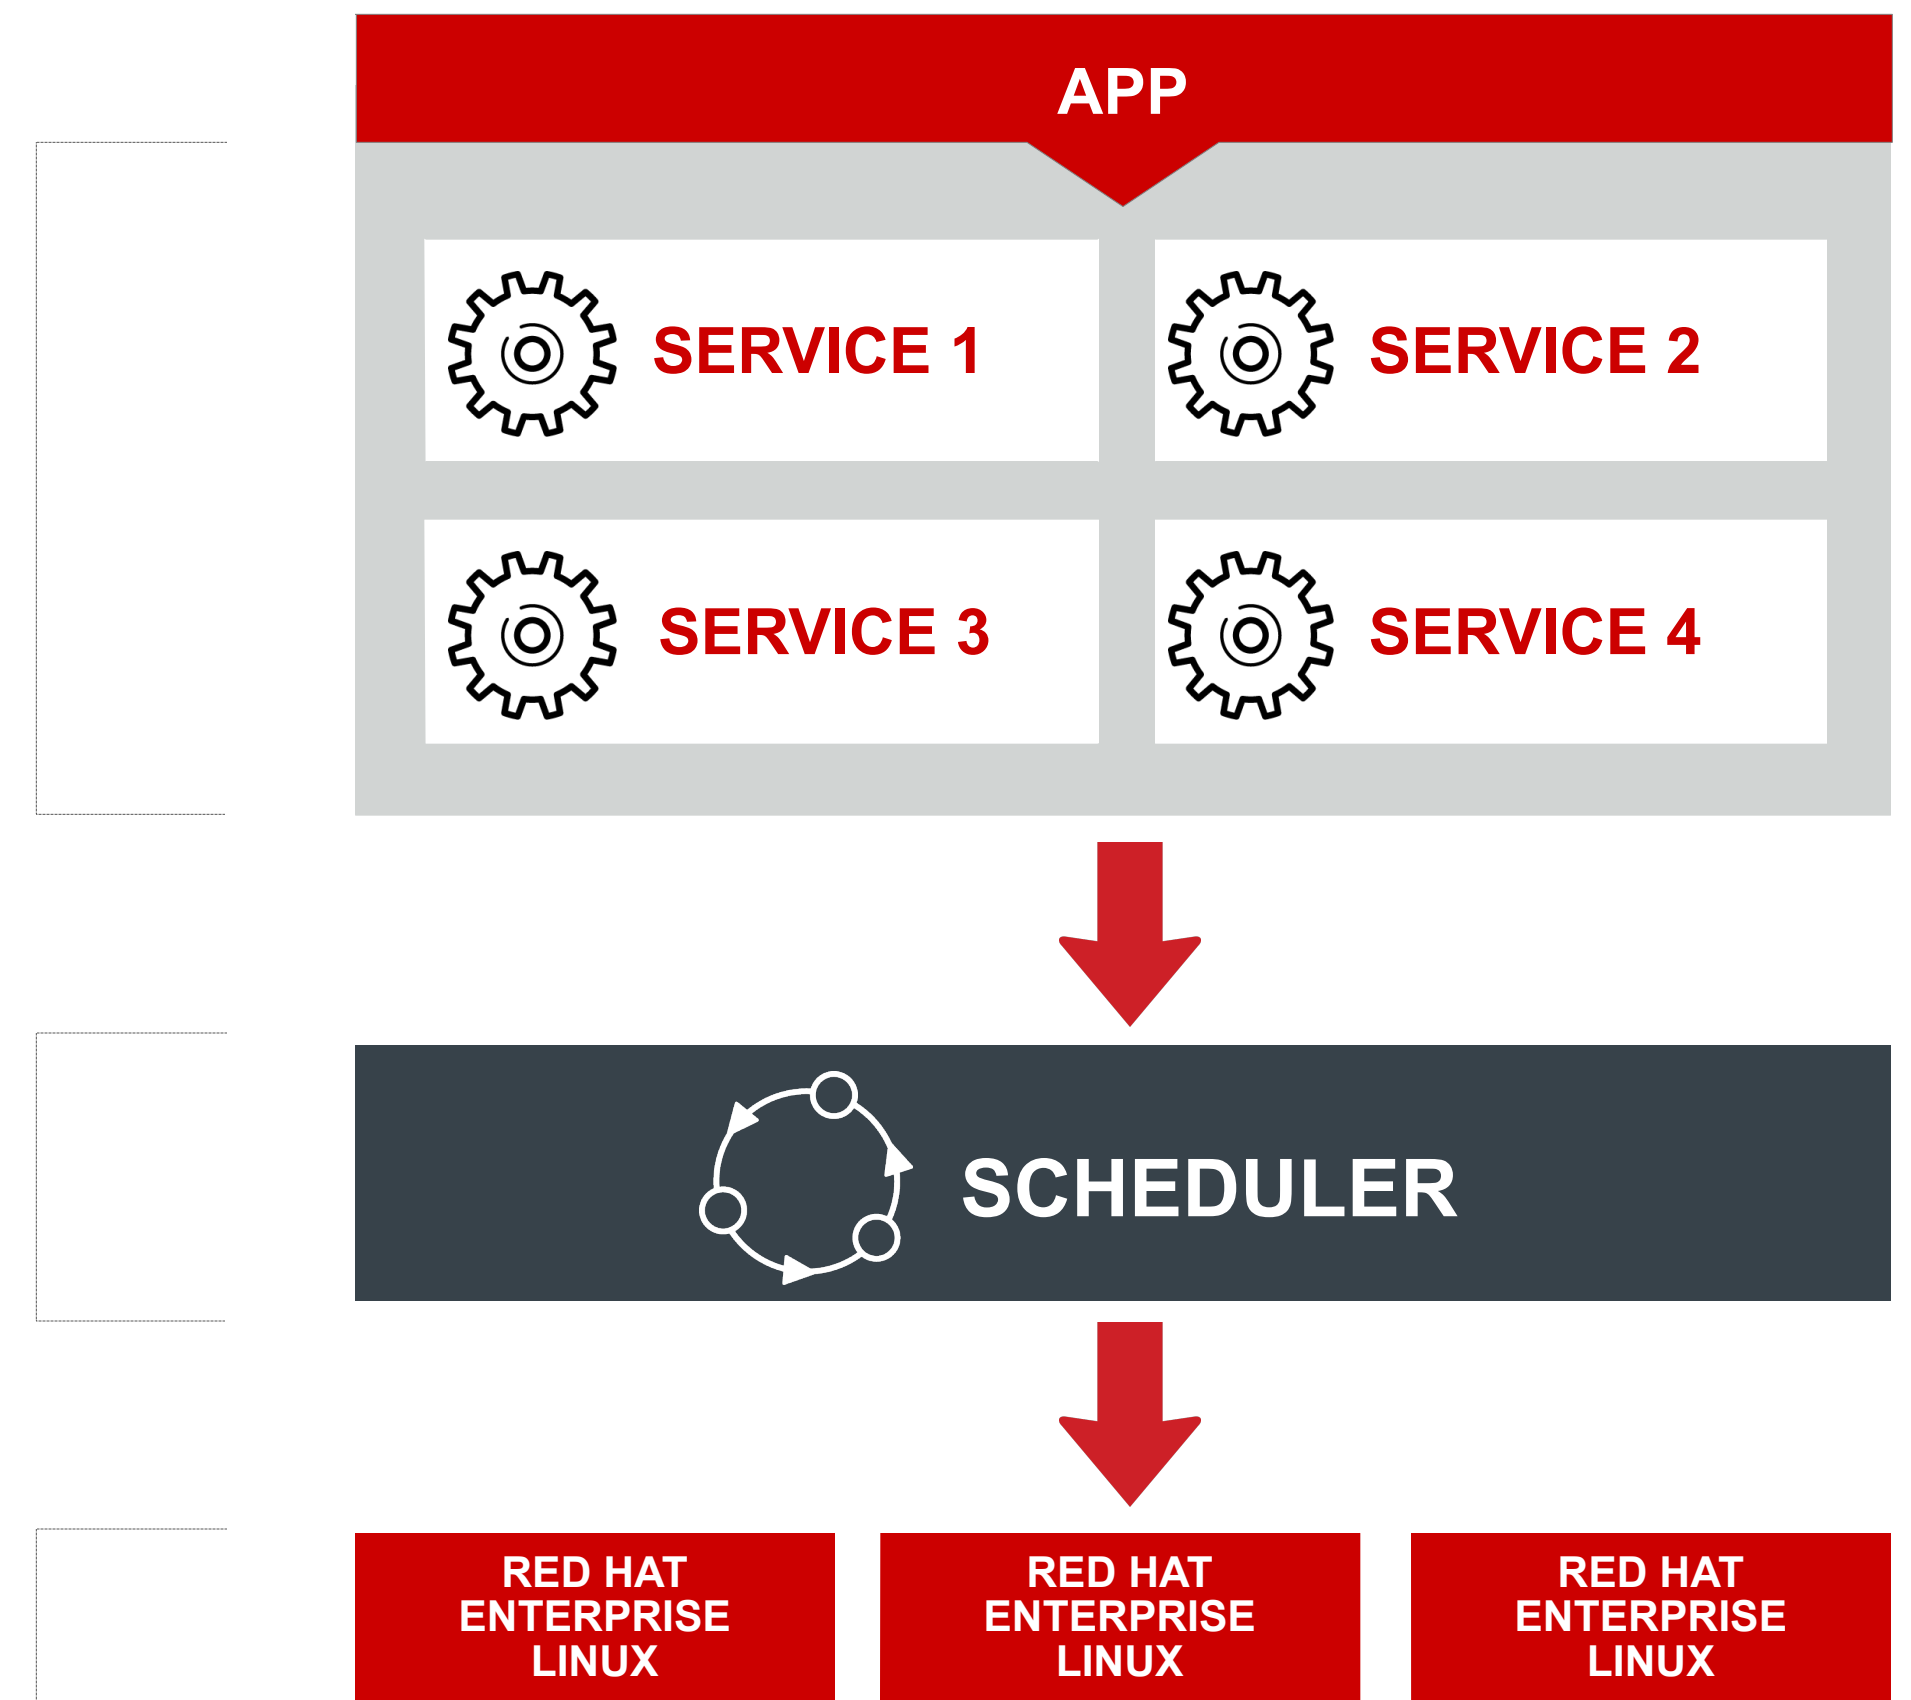 APP
SERVICE 1
SERVICE 2
SERVICE 3
SERVICE 4
SCHEDULER
RED HAT
ENTERPRISE
LINUX
RED HAT
ENTERPRISE
LINUX
RED HAT
ENTERPRISE
LINUX